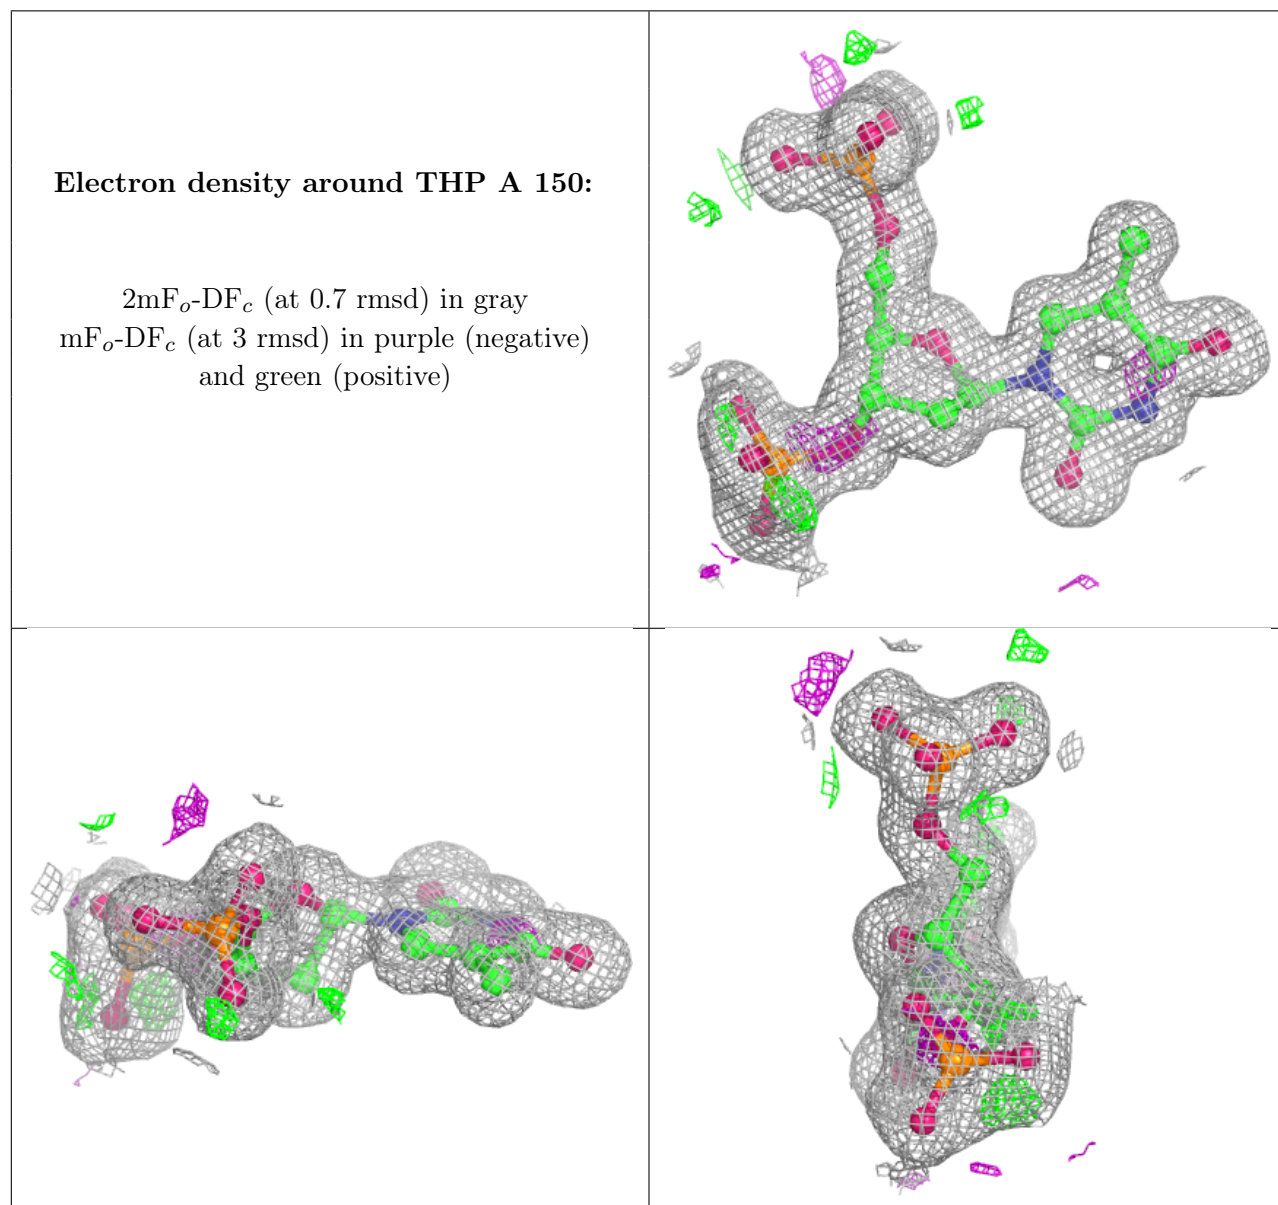 Electron density around THP A 150:
2mFₒ-DF𝒸 (at 0.7 rmsd) in gray
mFₒ-DF𝒸 (at 3 rmsd) in purple (negative)
and green (positive)